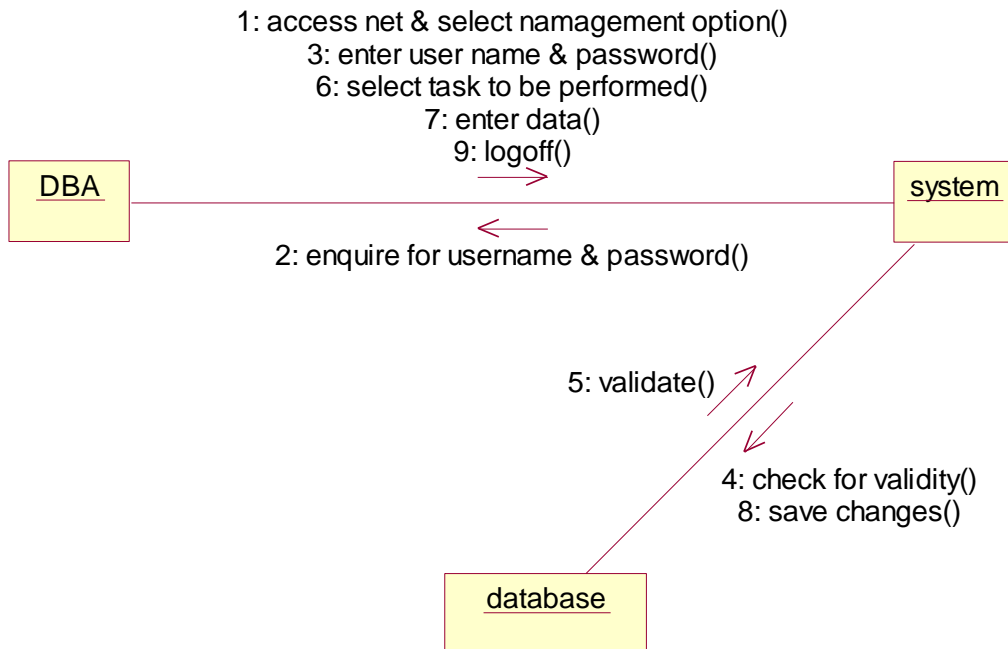 1: access net & select namagement option()
3: enter user name & password()
6: select task to be performed()
7: enter data()
9: logoff()
DBA
system
2: enquire for username & password()
5: validate()
4: check for validity()
8: save changes()
database